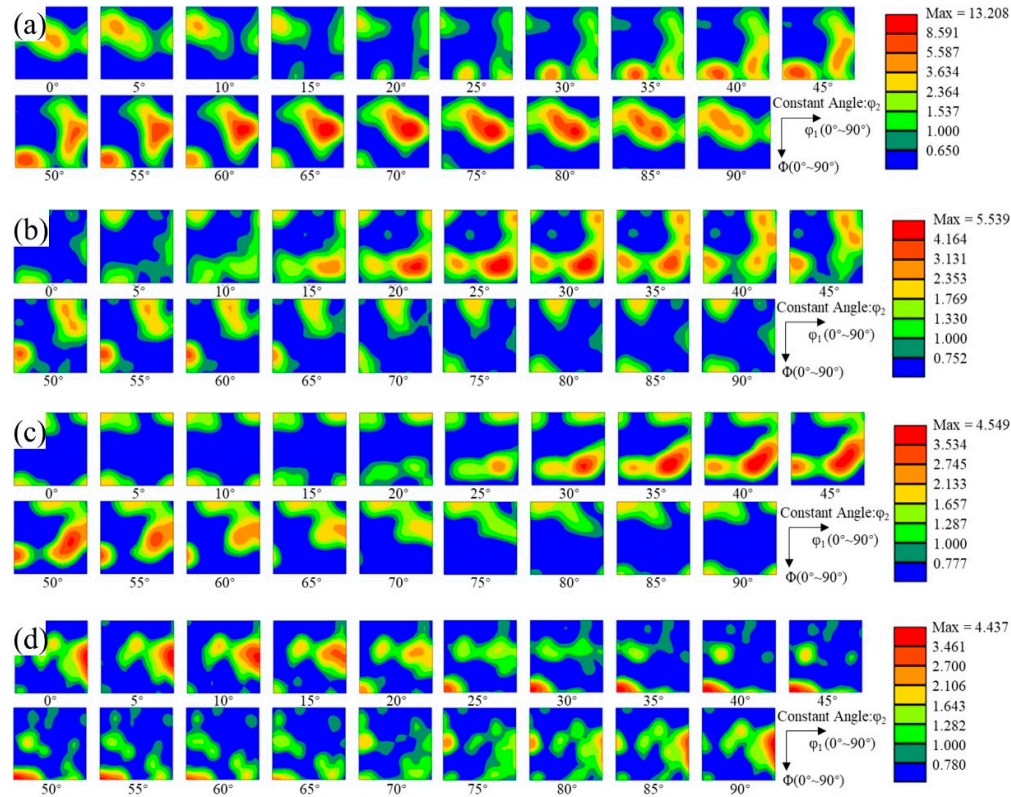 (a)
Max = 13.208
8.591
5.587
3.634
2.364
1.537
1.000
0.650
0° 5° 10° 15° 20° 25° 30° 35° 40° 45°
Constant Angle:φ₂
φ₁(0°~90°)
Φ(0°~90°)
50° 55° 60° 65° 70° 75° 80° 85° 90°
(b)
Max = 5.539
4.164
3.131
2.353
1.769
1.330
1.000
0.752
0° 5° 10° 15° 20° 25° 30° 35° 40° 45°
Constant Angle:φ₂
φ₁(0°~90°)
Φ(0°~90°)
50° 55° 60° 65° 70° 75° 80° 85° 90°
(c)
Max = 4.549
3.534
2.745
2.133
1.657
1.287
1.000
0.777
0° 5° 10° 15° 20° 25° 30° 35° 40° 45°
Constant Angle:φ₂
φ₁(0°~90°)
Φ(0°~90°)
50° 55° 60° 65° 70° 75° 80° 85° 90°
(d)
Max = 4.437
3.461
2.700
2.106
1.643
1.282
1.000
0.780
0° 5° 10° 15° 20° 25° 30° 35° 40° 45°
Constant Angle:φ₂
φ₁(0°~90°)
Φ(0°~90°)
50° 55° 60° 65° 70° 75° 80° 85° 90°